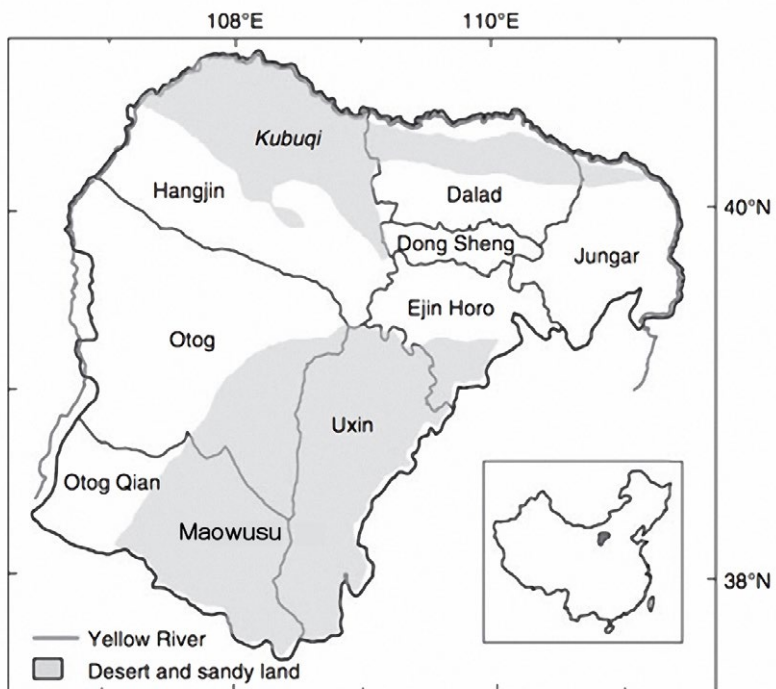 108°E
110°E
Kubuqi
Hangjin
Dalad
40°N
Dong Sheng
Jungar
Ejin Horo
Otog
Uxin
Otog Qian
Maowusu
38°N
Yellow River
Desert and sandy land